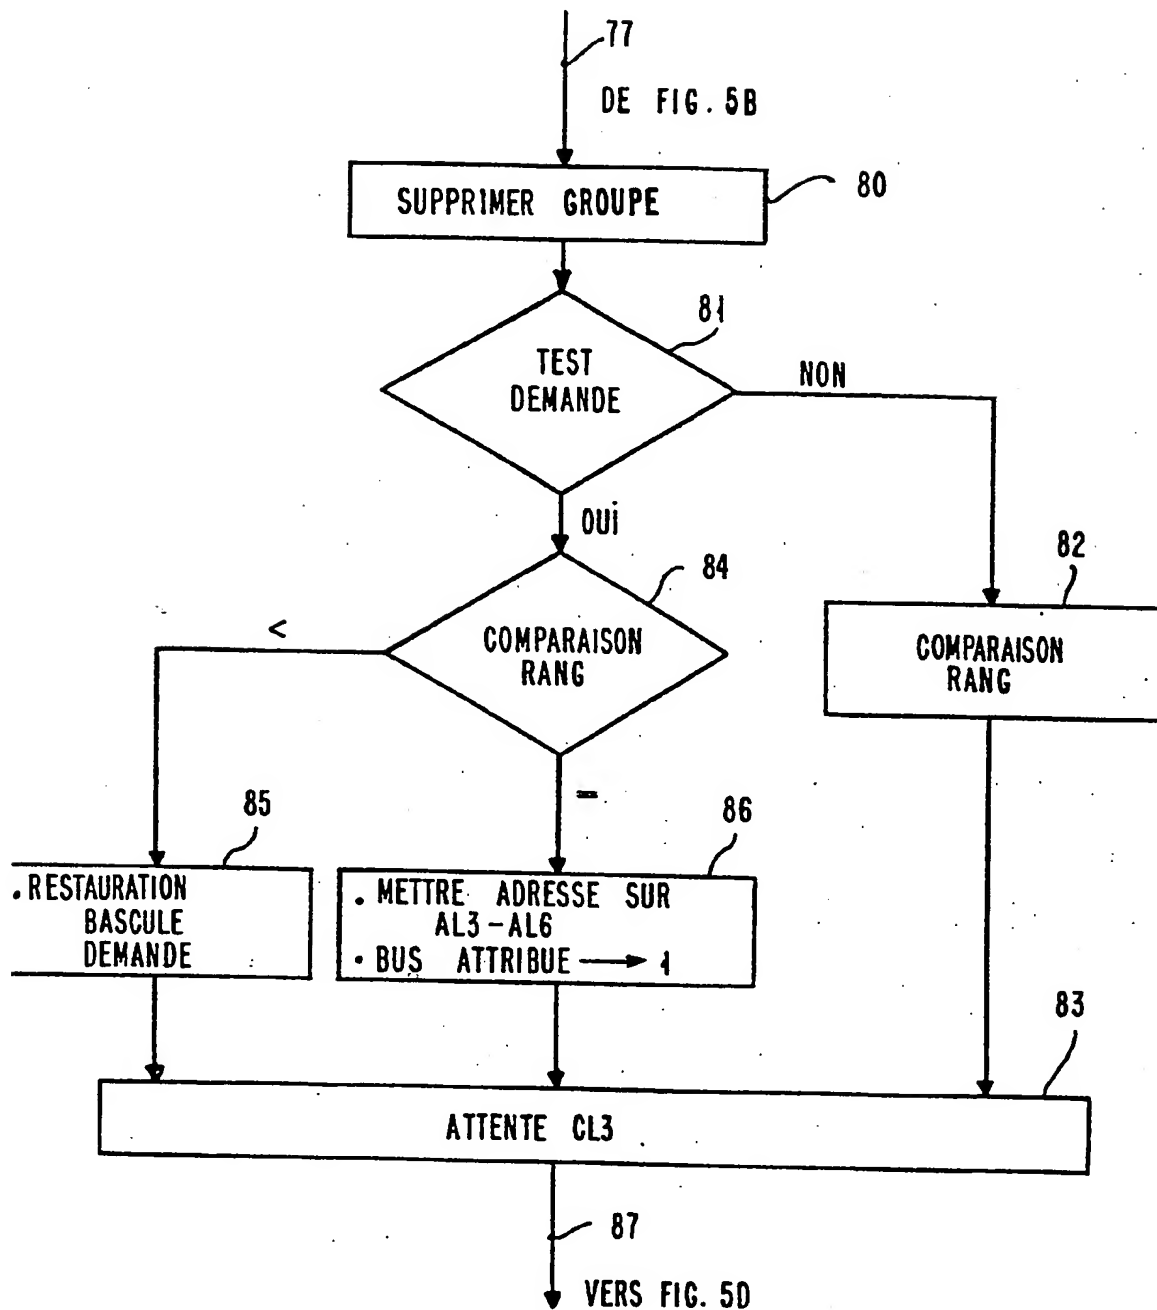 77
DE FIG. 5B
SUPPRIMER GROUPE
80
81
TEST
DEMANDE
NON
OUi
84
82
<
COMPARAISON
RANG
COMPARAISON
RANG
=
85
86
. RESTAURATION
BASCULE
DEMANDE
. METTRE ADRESSE SUR
AL3-AL6
. BUS ATTRIBUE → 1
83
ATTENTE CL3
87
VERS FIG. 5D